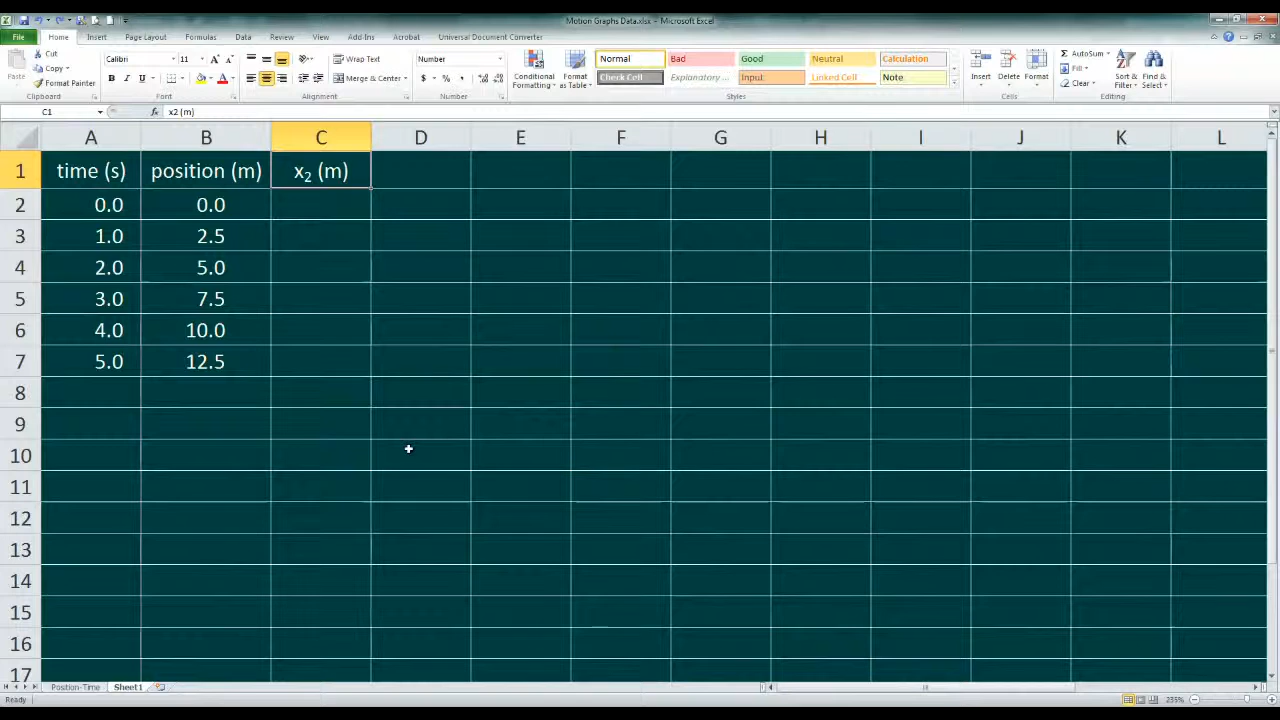 Motion Graphs Data.xlsx - Microsoft Excel
File Home Insert Page Layout Formulas Data Review View Add-Ins Acrobat Universal Document Converter
Cut
Copy
Format Painter
Paste
Clipboard
Calibri
B I U
Font
Wrap Text
Merge & Center
Alignment
Number
$ % ,
Number
Conditional Formatting
Format as Table
Normal Bad Good Neutral Calculation
Check Cell Explanatory ... Input Linked Cell Note
Styles
Insert Delete Format
Cells
Σ AutoSum
Fill
Clear
Sort & Filter
Find & Select
Editing
C1 fx x2 (m)
A B C D E F G H I J K L
1 time (s) position (m) x₂ (m)
2 0.0 0.0
3 1.0 2.5
4 2.0 5.0
5 3.0 7.5
6 4.0 10.0
7 5.0 12.5
8
9
10
11
12
13
14
15
16
17
Position-Time Sheet1
Ready 235%